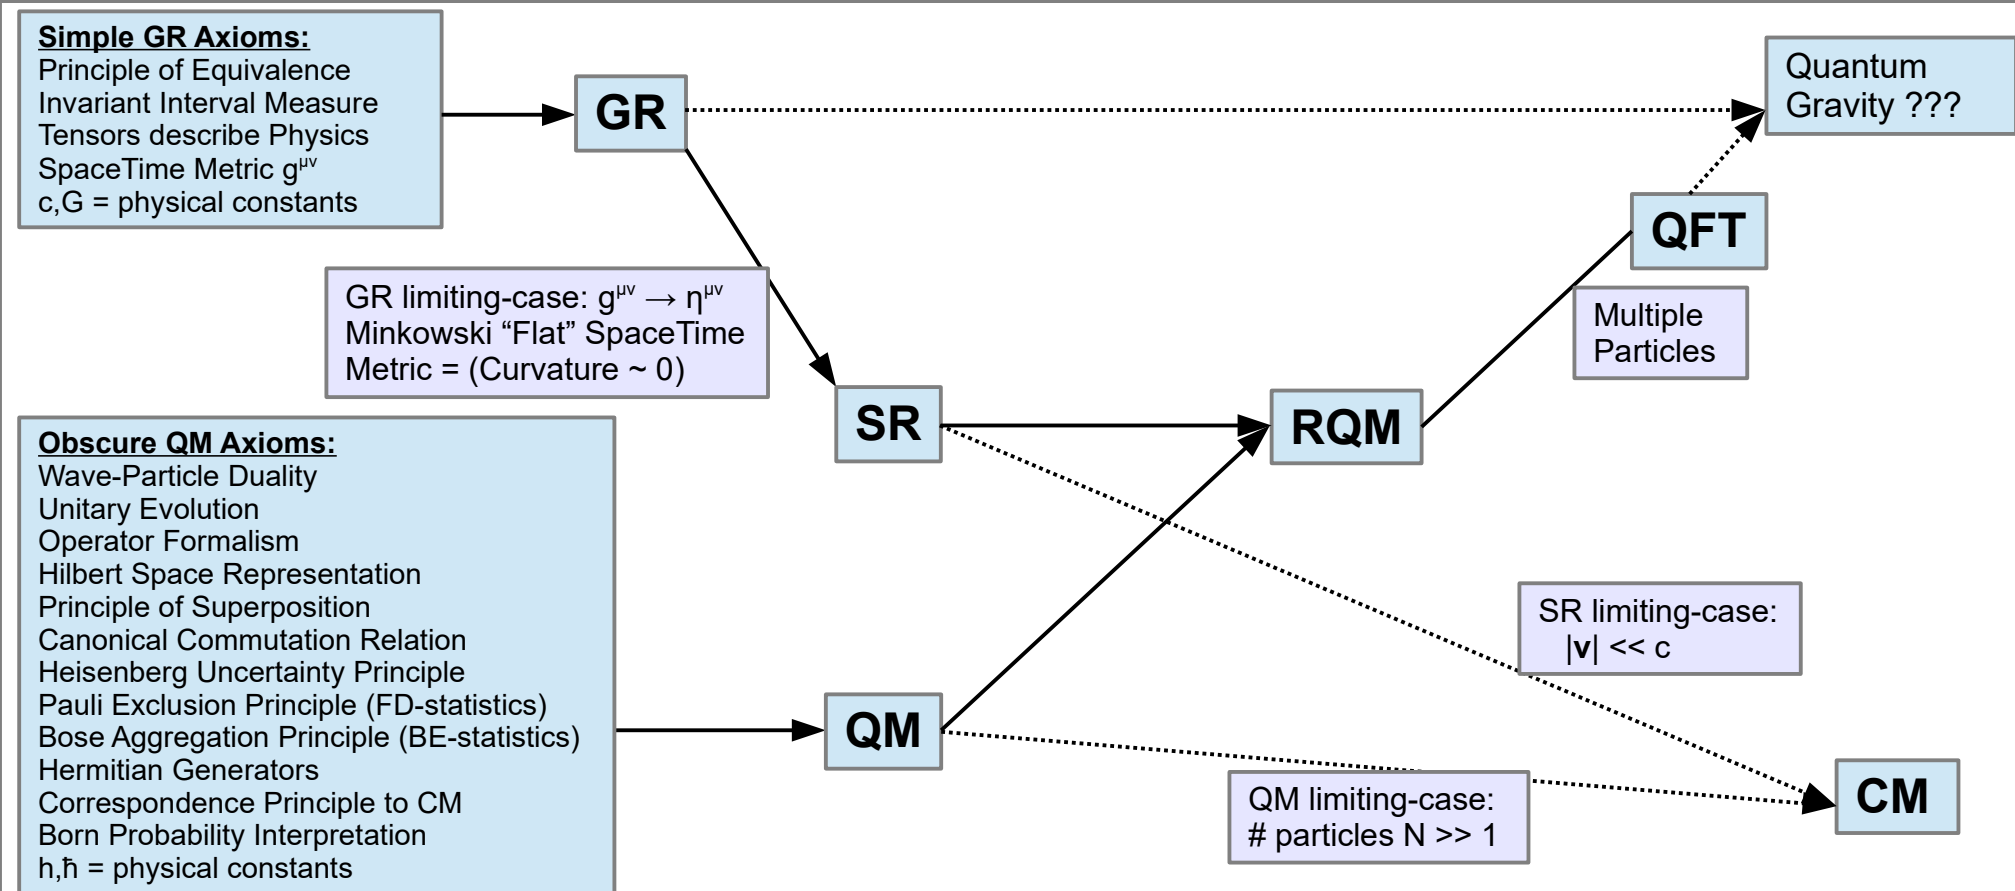 Simple GR Axioms:
Principle of Equivalence
Invariant Interval Measure
Tensors describe Physics
SpaceTime Metric g^μν
c,G = physical constants
GR
Quantum
Gravity ???
QFT
GR limiting-case: g^μν → η^μν
Minkowski “Flat” SpaceTime
Metric = (Curvature ~ 0)
Multiple
Particles
SR
RQM
Obscure QM Axioms:
Wave-Particle Duality
Unitary Evolution
Operator Formalism
Hilbert Space Representation
Principle of Superposition
Canonical Commutation Relation
Heisenberg Uncertainty Principle
Pauli Exclusion Principle (FD-statistics)
Bose Aggregation Principle (BE-statistics)
Hermitian Generators
Correspondence Principle to CM
Born Probability Interpretation
h,ħ = physical constants
SR limiting-case:
|v| << c
QM
QM limiting-case:
# particles N >> 1
CM